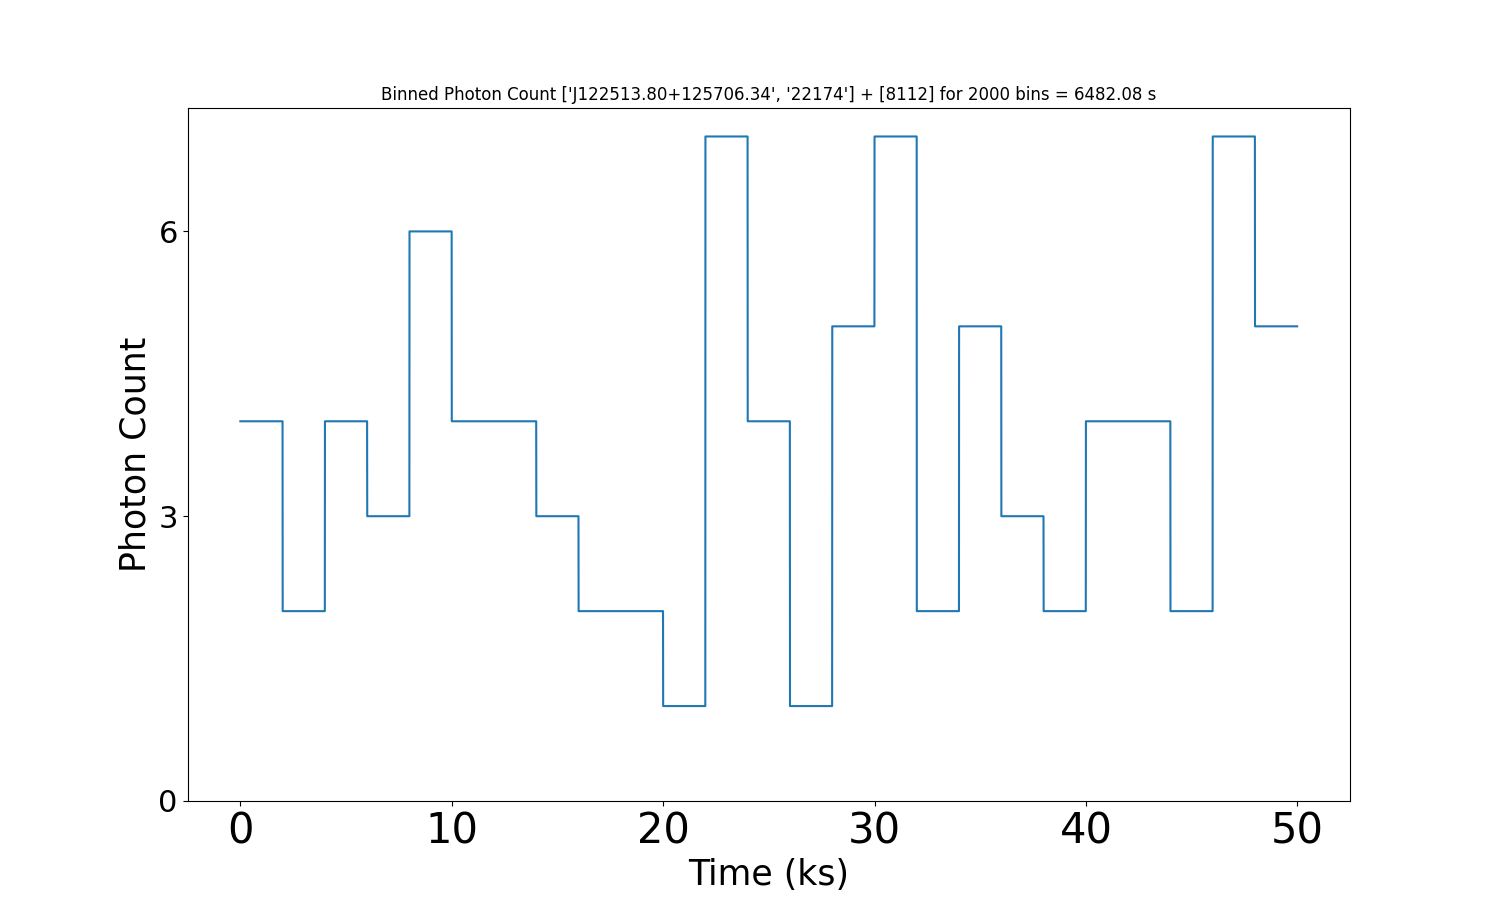 Binned Photon Count ['J122513.80+125706.34', '22174'] + [8112] for 2000 bins = 6482.08 s
6
3
0
Photon Count
0 10 20 30 40 50
Time (ks)